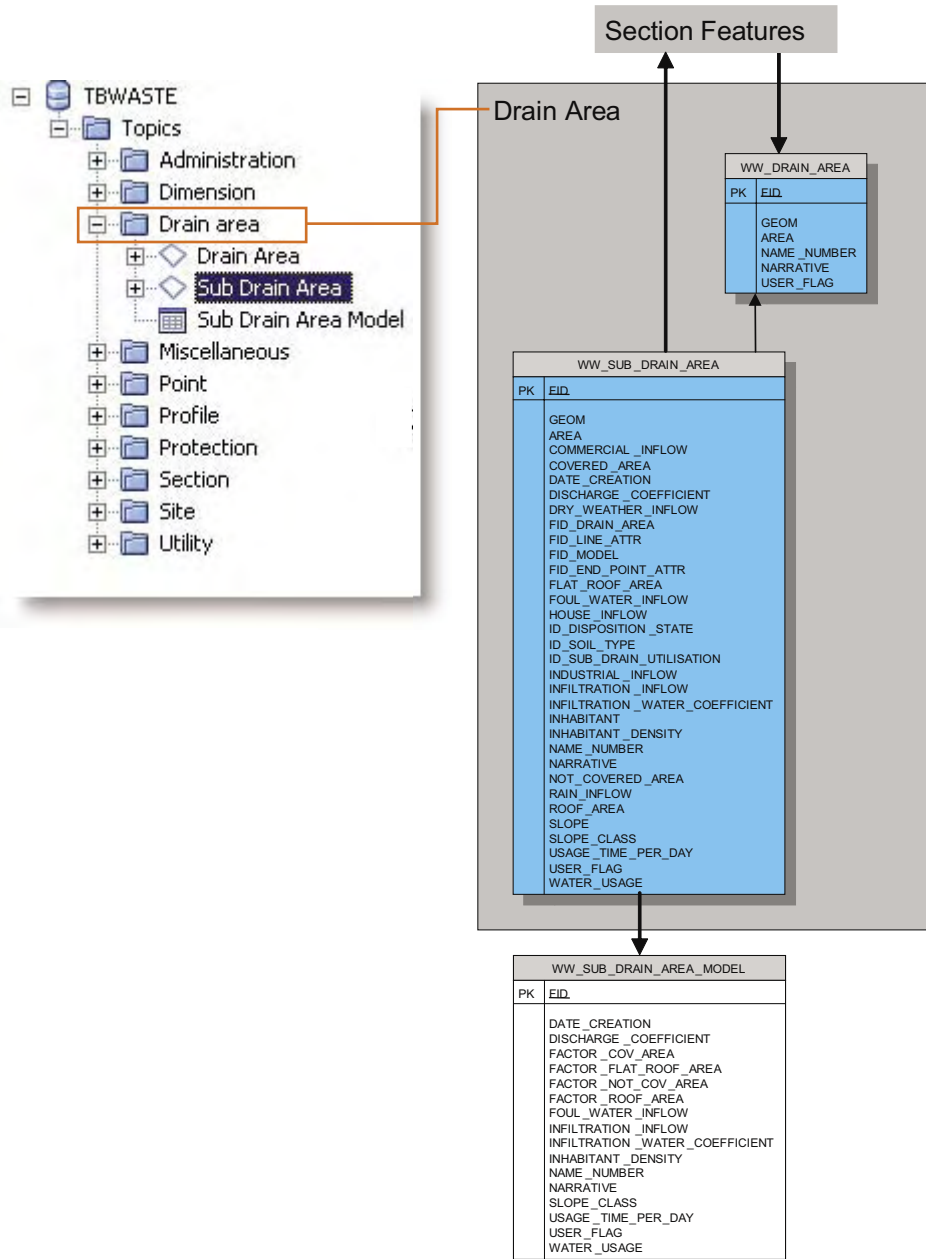 Section Features
TBWASTE
Topics
Administration
Dimension
Drain area
Drain Area
Sub Drain Area
Sub Drain Area Model
Miscellaneous
Point
Profile
Protection
Section
Site
Utility
Drain Area
WW_DRAIN_AREA
PK FID
GEOM
AREA
NAME_NUMBER
NARRATIVE
USER_FLAG
WW_SUB_DRAIN_AREA
PK FID
GEOM
AREA
COMMERCIAL_INFLOW
COVERED_AREA
DATE_CREATION
DISCHARGE_COEFFICIENT
DRY_WEATHER_INFLOW
FID_DRAIN_AREA
FID_LINE_ATTR
FID_MODEL
FID_END_POINT_ATTR
FLAT_ROOF_AREA
FOUL_WATER_INFLOW
HOUSE_INFLOW
ID_DISPOSITION_STATE
ID_SOIL_TYPE
ID_SUB_DRAIN_UTILISATION
INDUSTRIAL_INFLOW
INFILTRATION_INFLOW
INFILTRATION_WATER_COEFFICIENT
INHABITANT
INHABITANT_DENSITY
NAME_NUMBER
NARRATIVE
NOT_COVERED_AREA
RAIN_INFLOW
ROOF_AREA
SLOPE
SLOPE_CLASS
USAGE_TIME_PER_DAY
USER_FLAG
WATER_USAGE
WW_SUB_DRAIN_AREA_MODEL
PK FID
DATE_CREATION
DISCHARGE_COEFFICIENT
FACTOR_COV_AREA
FACTOR_FLAT_ROOF_AREA
FACTOR_NOT_COV_AREA
FACTOR_ROOF_AREA
FOUL_WATER_INFLOW
INFILTRATION_INFLOW
INFILTRATION_WATER_COEFFICIENT
INHABITANT_DENSITY
NAME_NUMBER
NARRATIVE
SLOPE_CLASS
USAGE_TIME_PER_DAY
USER_FLAG
WATER_USAGE